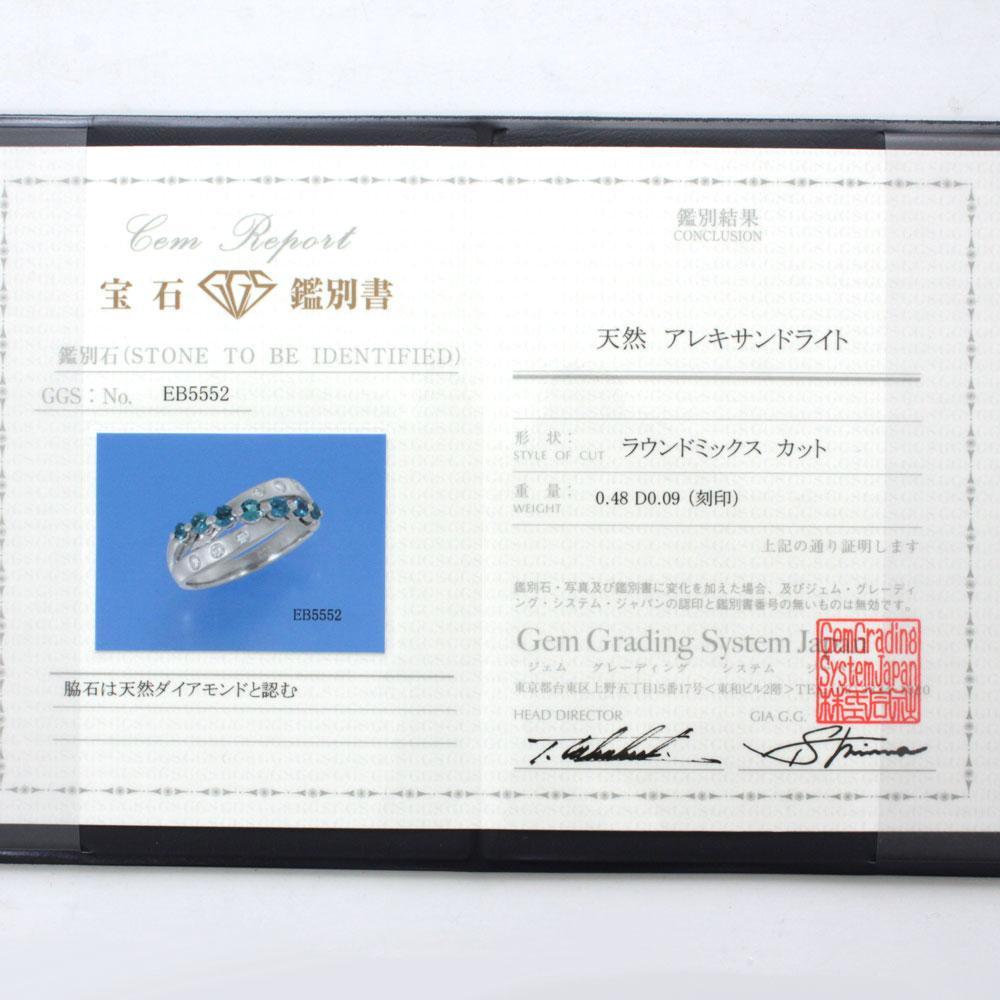 Gem Report
宝石 GGS 鑑別書
鑑別石(STONE TO BE IDENTIFIED)
GGS：No. EB5552
EB5552
脇石は天然ダイアモンドと認む
鑑別結果
CONCLUSION
天然 アレキサンドライト
形 状：
STYLE OF CUT ラウンドミックス カット
重 量：
WEIGHT 0.48 D0.09 (刻印)
上記の通り証明します
鑑別石・写真及び鑑別書に変化を加えた場合、及びジェム・グレーディ
ング・システム・ジャパンの認印と鑑別書番号の無いものは無効です。
Gem Grading System Japan
ジェム グレーディング システム
東京都台東区上野五丁目15番17号＜東和ビル2階＞
HEAD DIRECTOR GIA G.G.
GemGrading
SystemJapan
株式会社